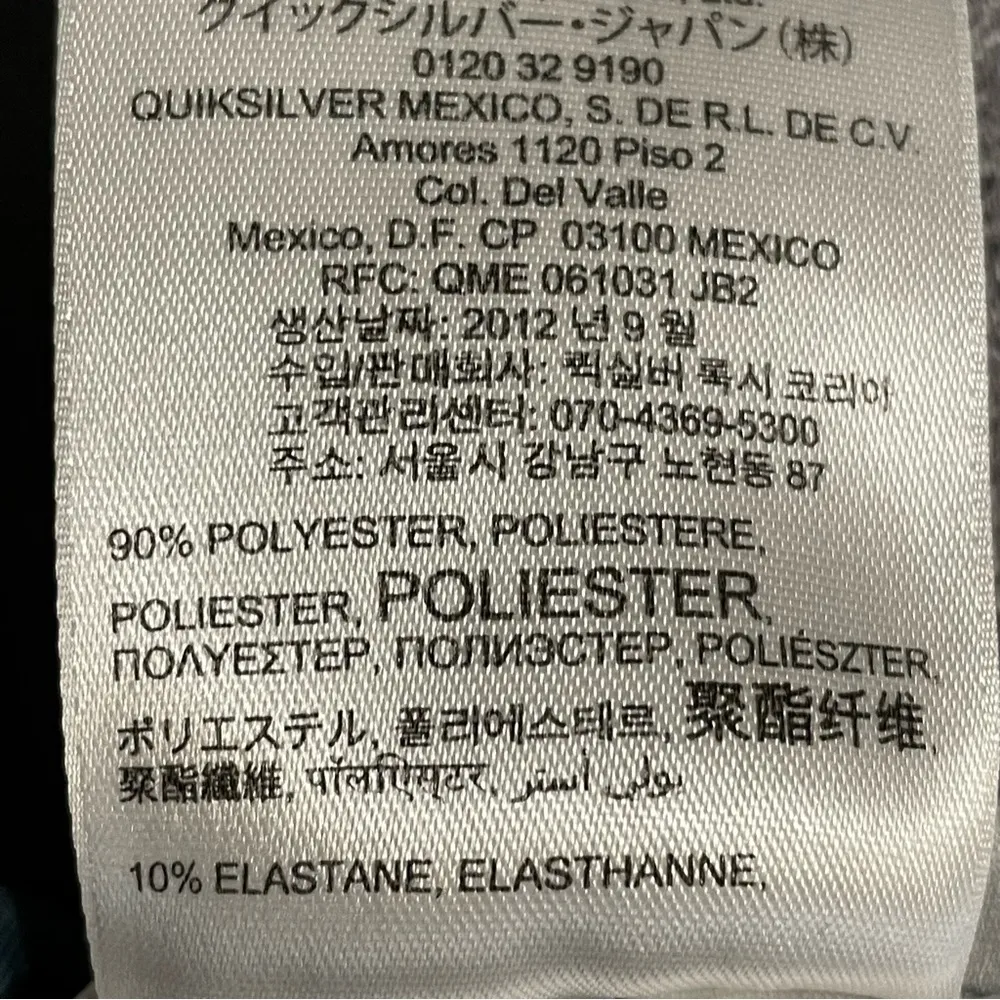 クイックシルバー・ジャパン(株)
0120 32 9190
QUIKSILVER MEXICO, S. DE R.L. DE C.V.
Amores 1120 Piso 2
Col. Del Valle
Mexico, D.F. CP 03100 MEXICO
RFC: QME 061031 JB2
생산날짜: 2012 년 9 월
수입/판매회사: 퀵실버 록시 코리아
고객관리센터: 070-4369-5300
주소: 서울시 강남구 노현동 87
90% POLYESTER, POLIESTERE,
POLIESTER, POLIESTER,
ΠΟΛΥΕΣΤΕΡ, ПОЛИЭСТЕР, POLIÉSZTER,
ポリエステル, 폴리에스테르, 聚酯纤维,
聚酯纖維, पॉलिएस्टर, بولي أستر
10% ELASTANE, ELASTHANNE,